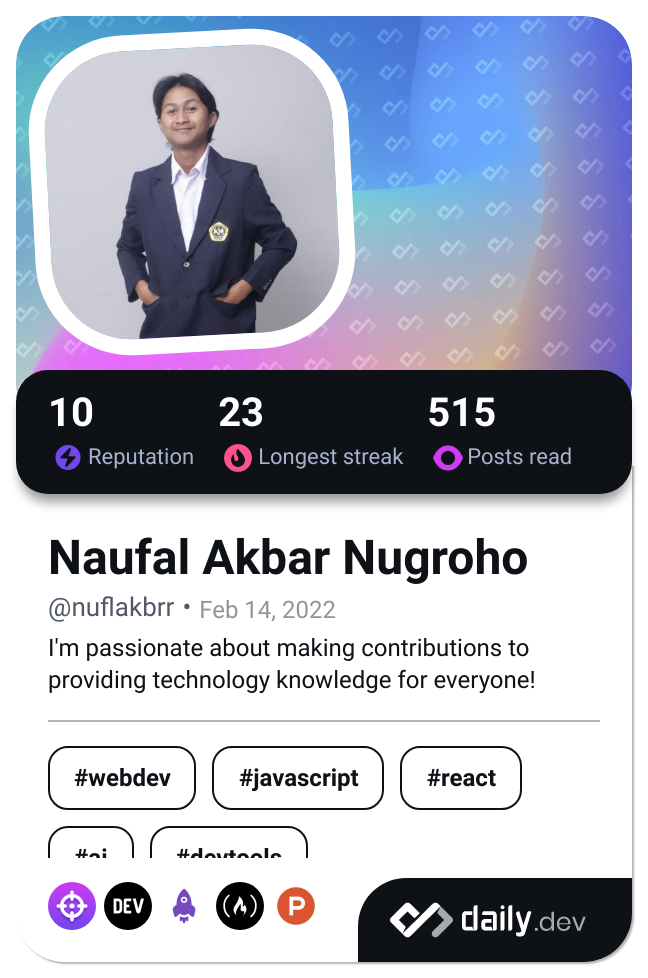 10
23
515
Reputation
Longest streak
Posts read
Naufal Akbar Nugroho
@nuflakbrr • Feb 14, 2022
I'm passionate about making contributions to
providing technology knowledge for everyone!
#webdev
#javascript
#react
#ai
#devtools
DEV
P
daily.dev